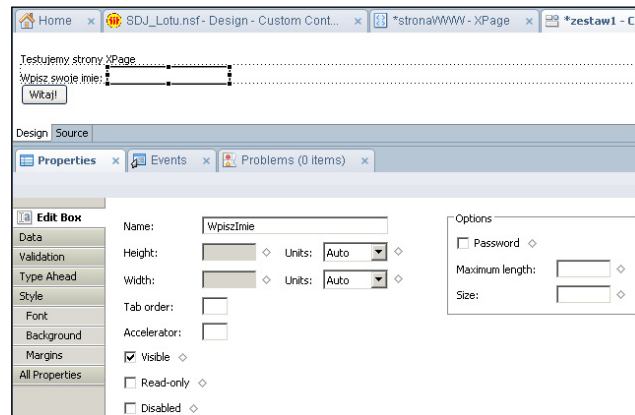 Home
SDJ_Lotu.nsf - Design - Custom Cont...
*stronaWWW - XPage
*zestaw1 - C
Testujemy strony XPage
Wpisz swoje imie:
Witaj!
Design Source
Properties
Events
Problems (0 items)
Edit Box
Data
Validation
Type Ahead
Style
Font
Background
Margins
All Properties
Name: WpiszImie
Height: Units: Auto
Width: Units: Auto
Tab order:
Accelerator:
Visible
Read-only
Disabled
Options
Password
Maximum length:
Size: